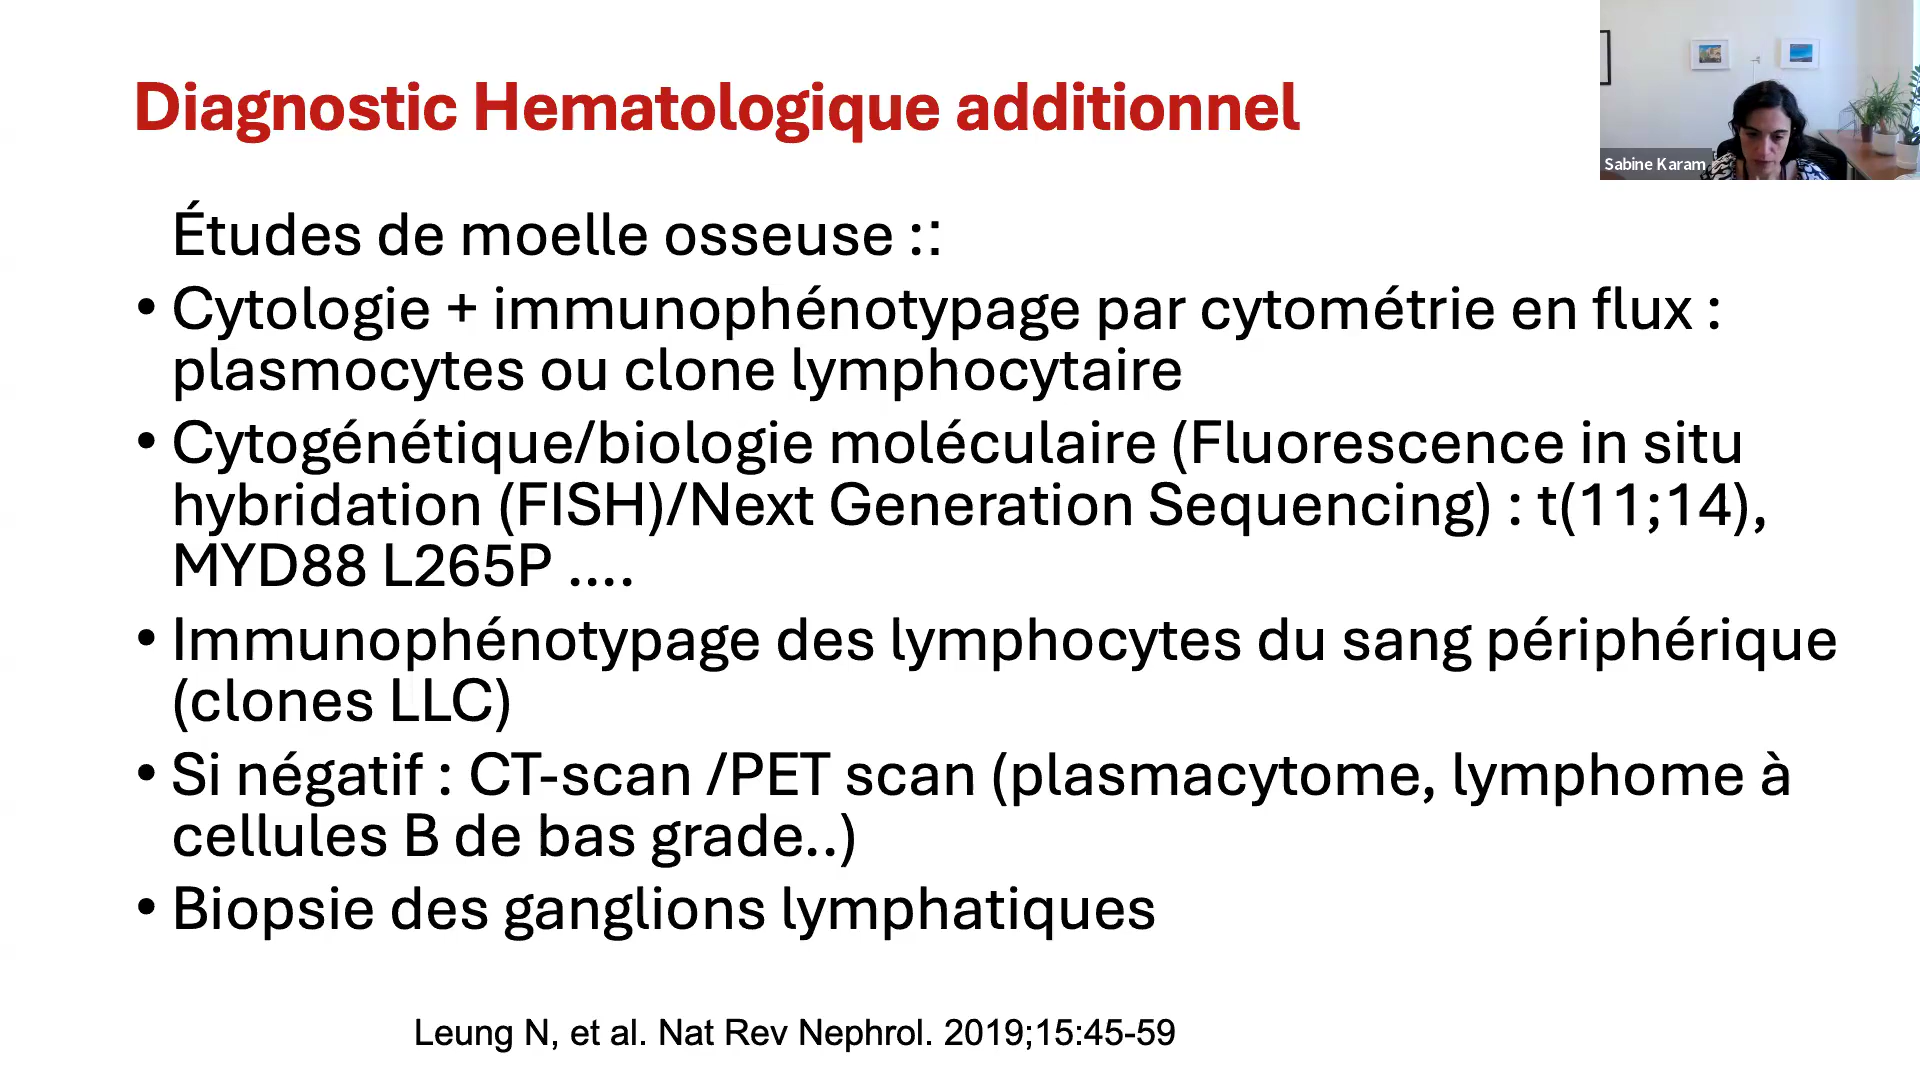 Diagnostic Hematologique additionnel
Sabine Karam
Études de moelle osseuse ::
• Cytologie + immunophénotypage par cytométrie en flux :
plasmocytes ou clone lymphocytaire
• Cytogénétique/biologie moléculaire (Fluorescence in situ
hybridation (FISH)/Next Generation Sequencing) : t(11;14),
MYD88 L265P ....
• Immunophénotypage des lymphocytes du sang périphérique
(clones LLC)
• Si négatif : CT-scan /PET scan (plasmacytome, lymphome à
cellules B de bas grade..)
• Biopsie des ganglions lymphatiques
Leung N, et al. Nat Rev Nephrol. 2019;15:45-59